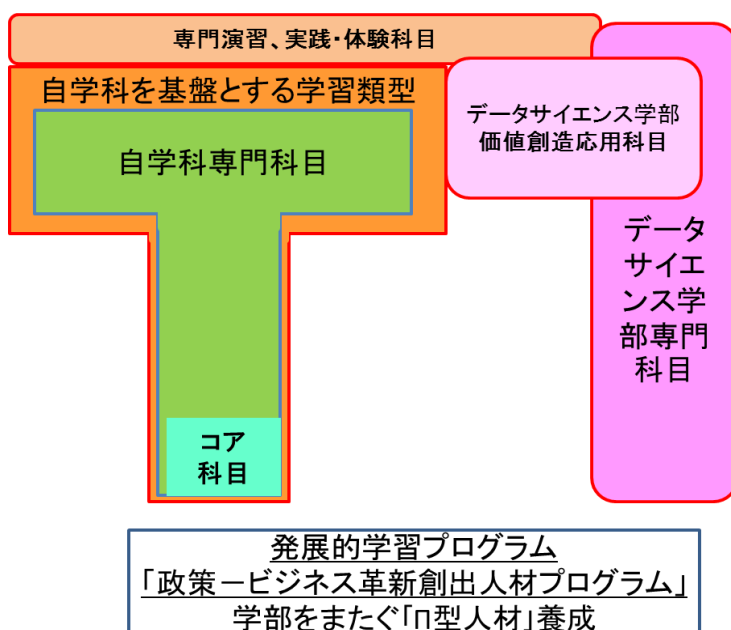 専門演習、実践・体験科目
自学科を基盤とする学習類型
データサイエンス学部
価値創造応用科目
自学科専門科目
データ
サイエ
ンス学
部専門
科目
コア
科目
発展的学習プログラム
「政策－ビジネス革新創出人材プログラム」
学部をまたぐ「Π型人材」養成